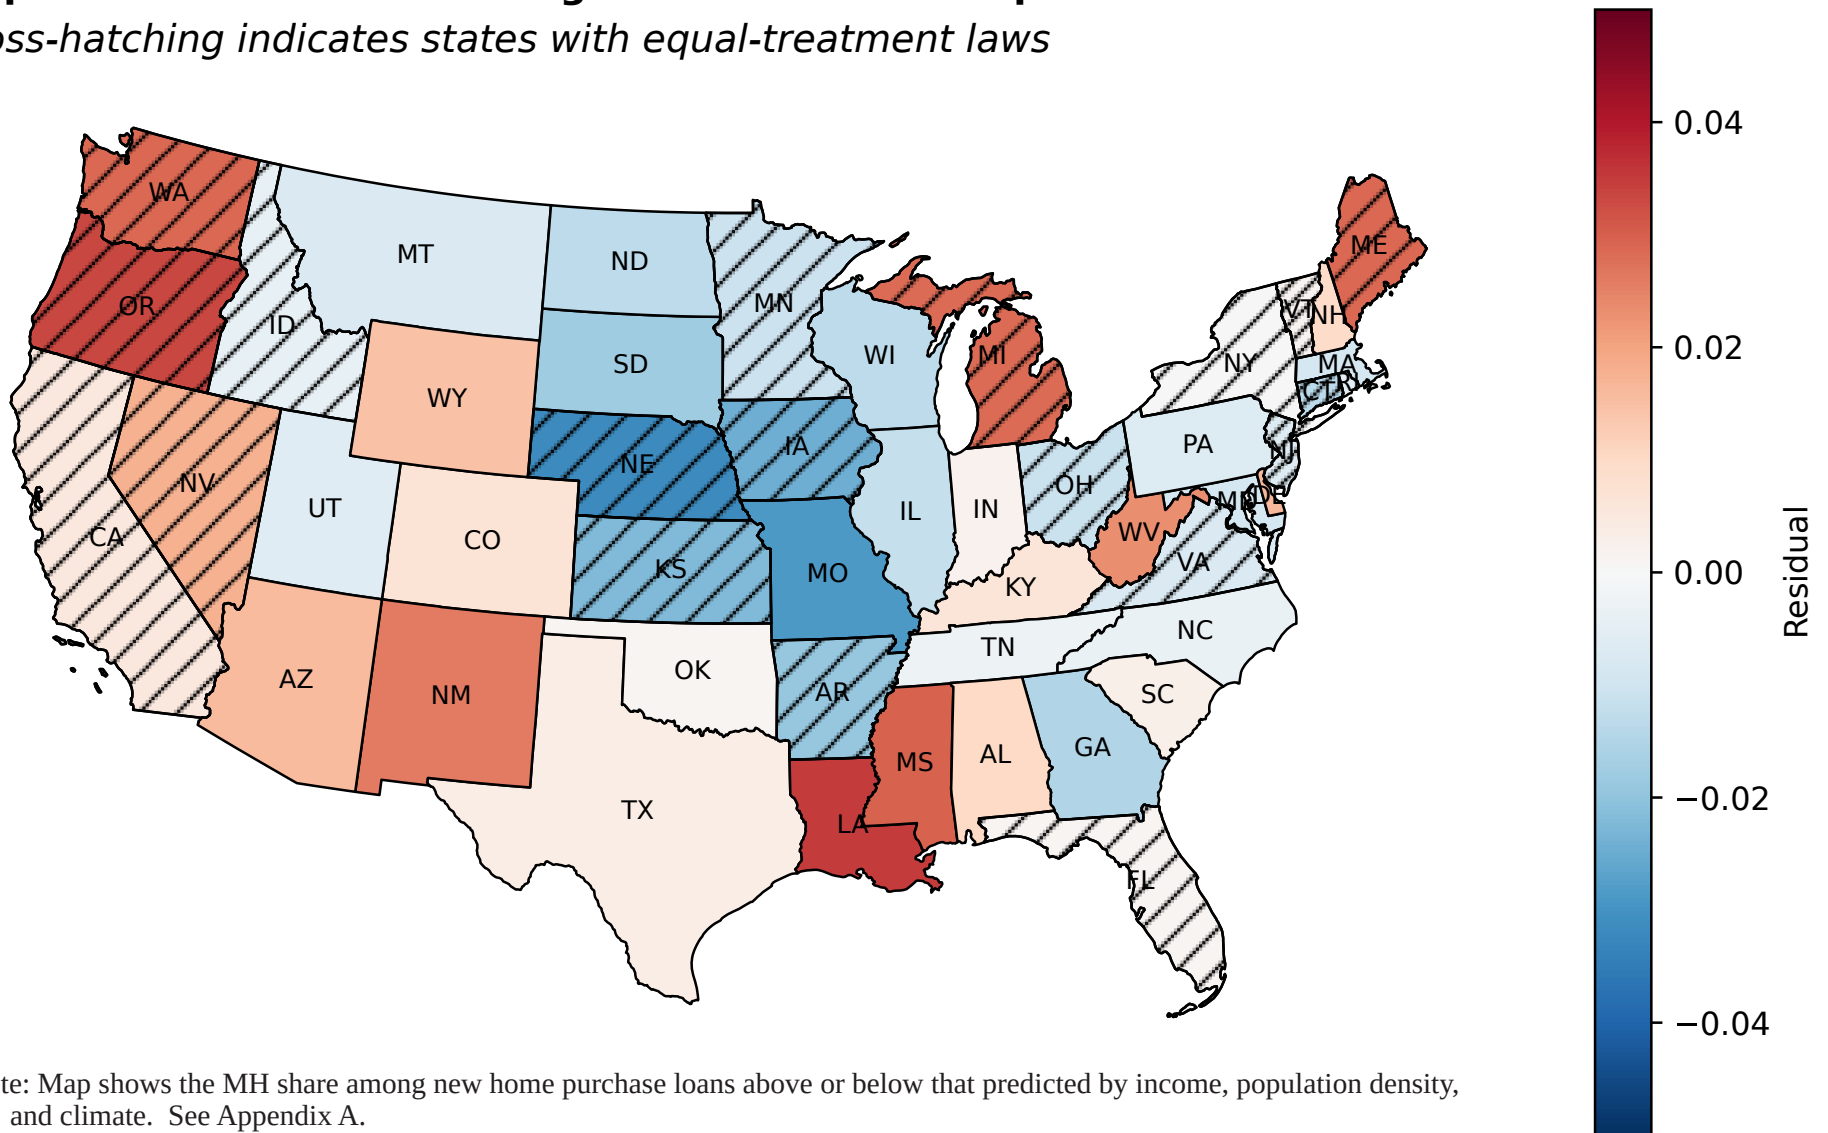 oss-hatching indicates states with equal-treatment laws
0.04
0.02
0.00
−0.02
−0.04
Residual
WA
OR
ID
MT
ND
MN
SD
WI
MI
ME
VT
NH
NY
MA
CT
RI
WY
NE
IA
PA
NJ
NV
UT
CO
KS
MO
IL
IN
OH
WV
MD
DE
CA
VA
KY
AZ
NM
OK
AR
TN
NC
SC
MS
AL
GA
TX
LA
FL
te: Map shows the MH share among new home purchase loans above or below that predicted by income, population density,
and climate. See Appendix A.